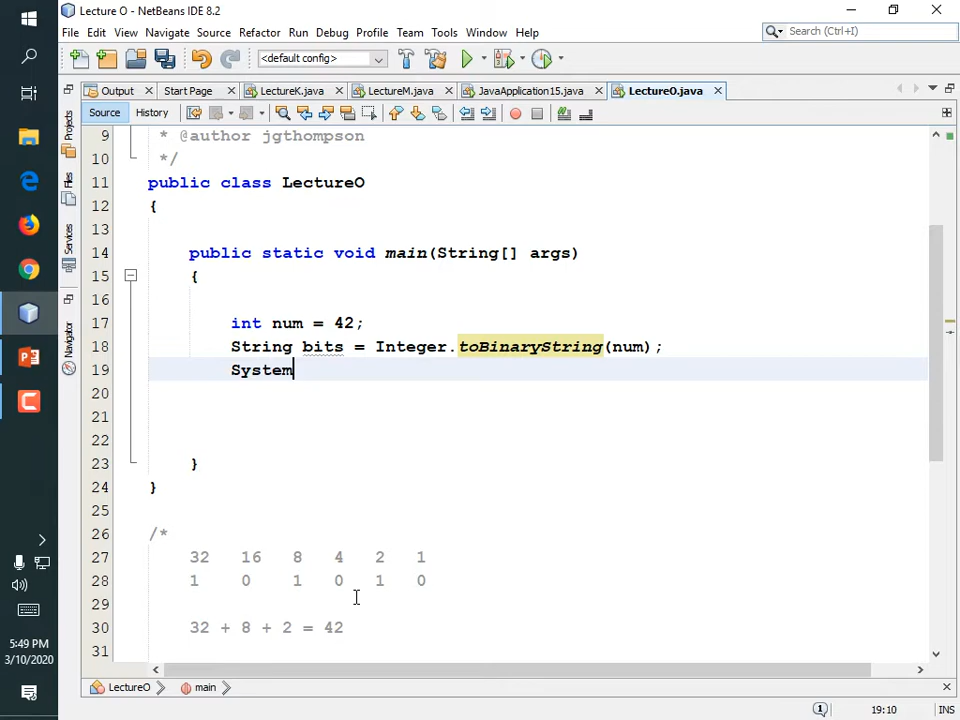 Lecture O - NetBeans IDE 8.2
File Edit View Navigate Source Refactor Run Debug Profile Team Tools Window Help
Search (Ctrl+I)
<default config>
Output Start Page LectureK.java LectureM.java JavaApplication15.java LectureO.java
Source History
Projects
Files
Services
Navigator
9 * @author jgthompson
10 */
11 public class LectureO
12 {
13
14 public static void main(String[] args)
15 {
16
17 int num = 42;
18 String bits = Integer.toBinaryString(num);
19 System
20
21
22
23 }
24 }
25
26 /*
27 32 16 8 4 2 1
28 1 0 1 0 1 0
29
30 32 + 8 + 2 = 42
31
LectureO main
5:49 PM
3/10/2020
1 19:10 INS